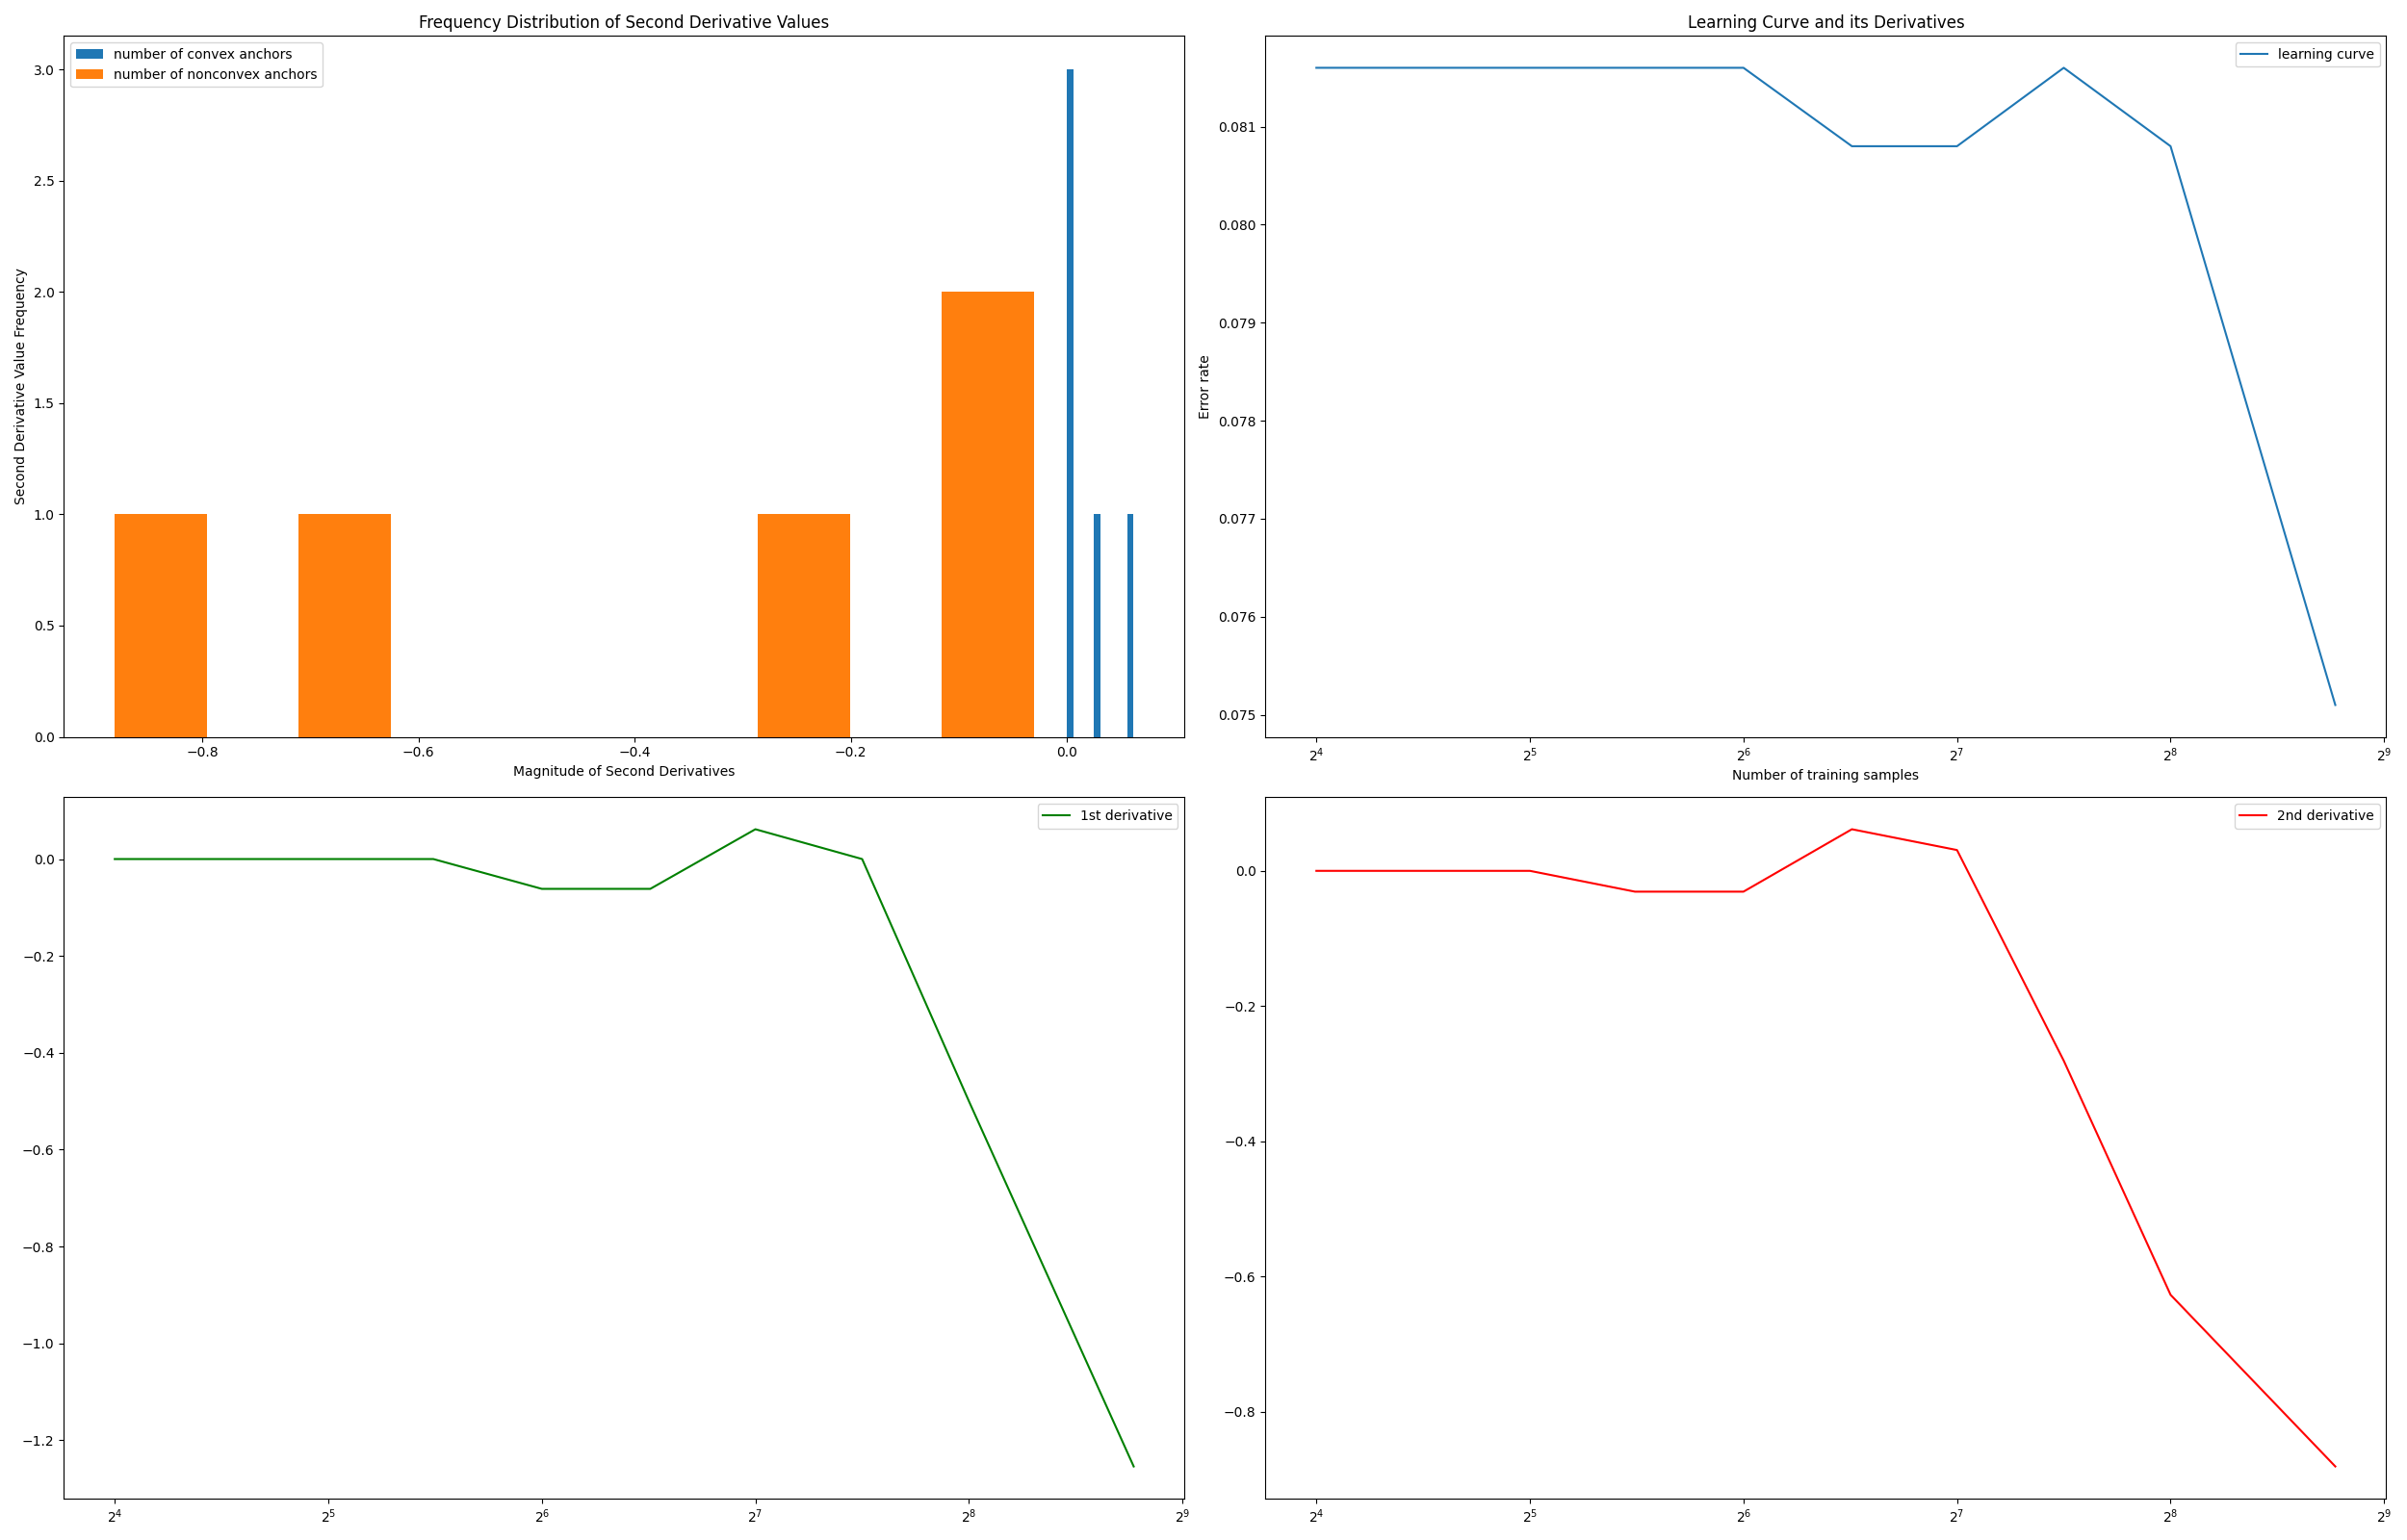 Frequency Distribution of Second Derivative Values
number of convex anchors
number of nonconvex anchors
Second Derivative Value Frequency
3.0
2.5
2.0
1.5
1.0
0.5
0.0
−0.8 −0.6 −0.4 −0.2 0.0
Magnitude of Second Derivatives
Learning Curve and its Derivatives
learning curve
Error rate
0.081
0.080
0.079
0.078
0.077
0.076
0.075
2⁴ 2⁵ 2⁶ 2⁷ 2⁸ 2⁹
Number of training samples
1st derivative
0.0
−0.2
−0.4
−0.6
−0.8
−1.0
−1.2
2⁴ 2⁵ 2⁶ 2⁷ 2⁸ 2⁹
2nd derivative
0.0
−0.2
−0.4
−0.6
−0.8
2⁴ 2�5 2⁶ 2⁷ 2⁸ 2⁹